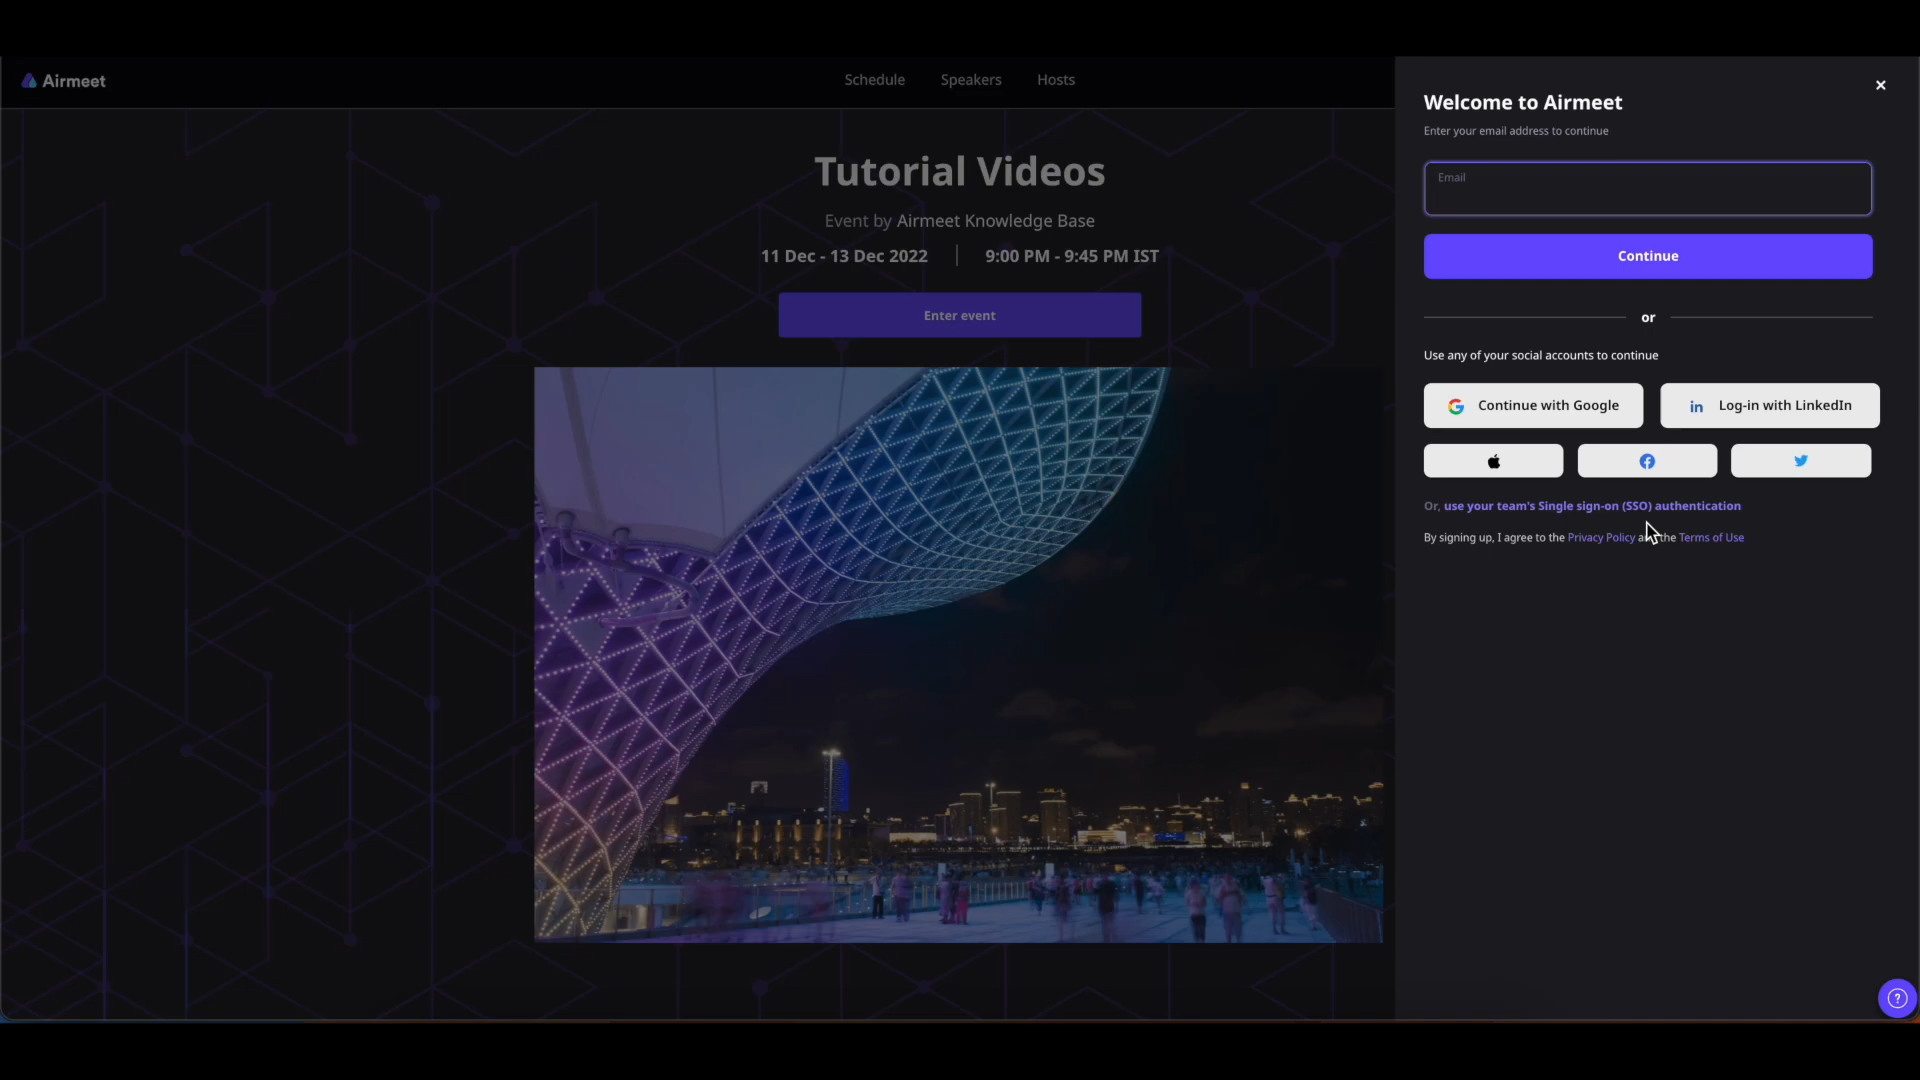 Airmeet
Schedule
Speakers
Hosts
Tutorial Videos
Event by Airmeet Knowledge Base
11 Dec - 13 Dec 2022
9:00 PM - 9:45 PM IST
Enter event
Welcome to Airmeet
Enter your email address to continue
Email
Continue
or
Use any of your social accounts to continue
Continue with Google
Log-in with LinkedIn
Or, use your team's Single sign-on (SSO) authentication
By signing up, I agree to the Privacy Policy and the Terms of Use